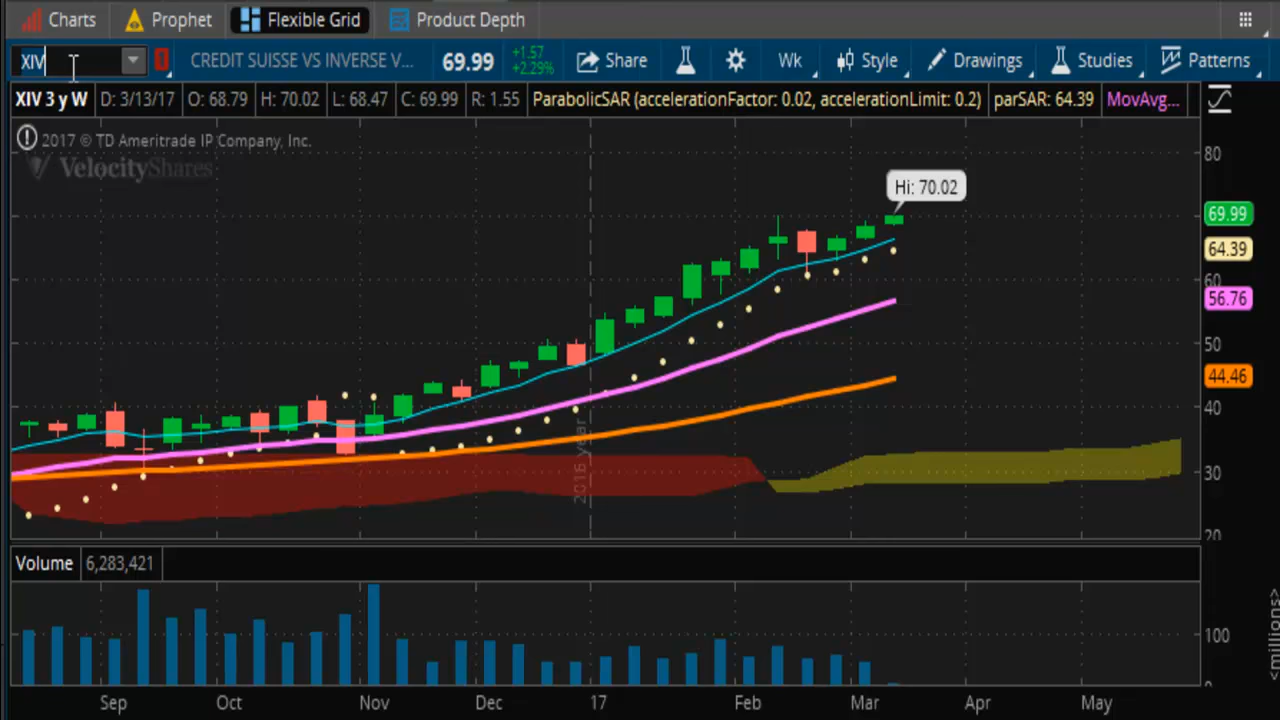 Charts Prophet Flexible Grid Product Depth
XIV CREDIT SUISSE VS INVERSE V... 69.99 +1.57 +2.29% Share Wk Style Drawings Studies Patterns
XIV 3 y W D: 3/13/17 O: 68.79 H: 70.02 L: 68.47 C: 69.99 R: 1.55 ParabolicSAR (accelerationFactor: 0.02, accelerationLimit: 0.2) parSAR: 64.39 MovAvg...
2017 © TD Ameritrade IP Company, Inc.
VelocityShares
Hi: 70.02
80
69.99
64.39
60
56.76
50
44.46
40
30
20
2016 year
Volume 6,283,421
100
0
<millions>
Sep Oct Nov Dec 17 Feb Mar Apr May